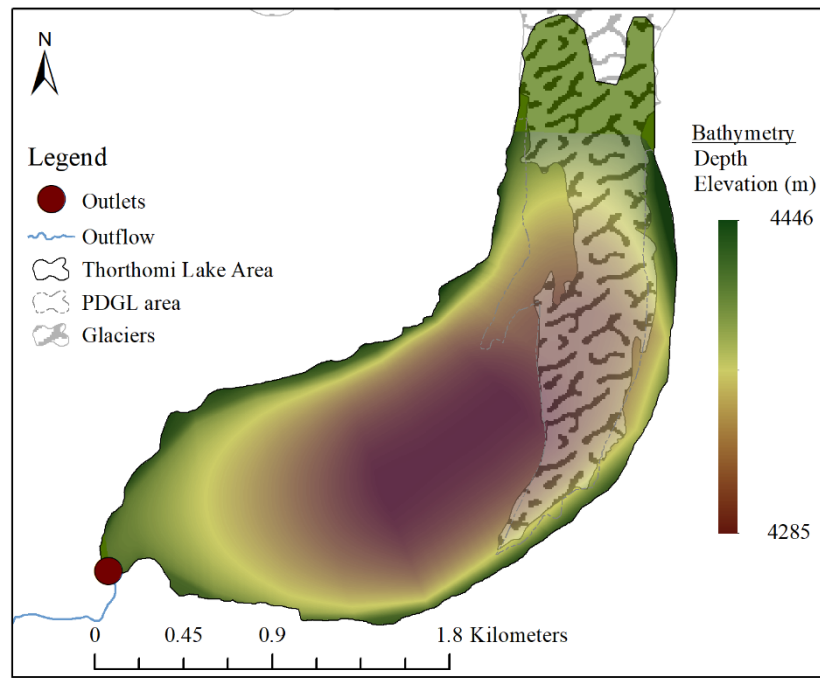 N
Legend
Outlets
Outflow
Thorthomi Lake Area
PDGL area
Glaciers
Bathymetry
Depth
Elevation (m)
4446
4285
0 0.45 0.9 1.8 Kilometers